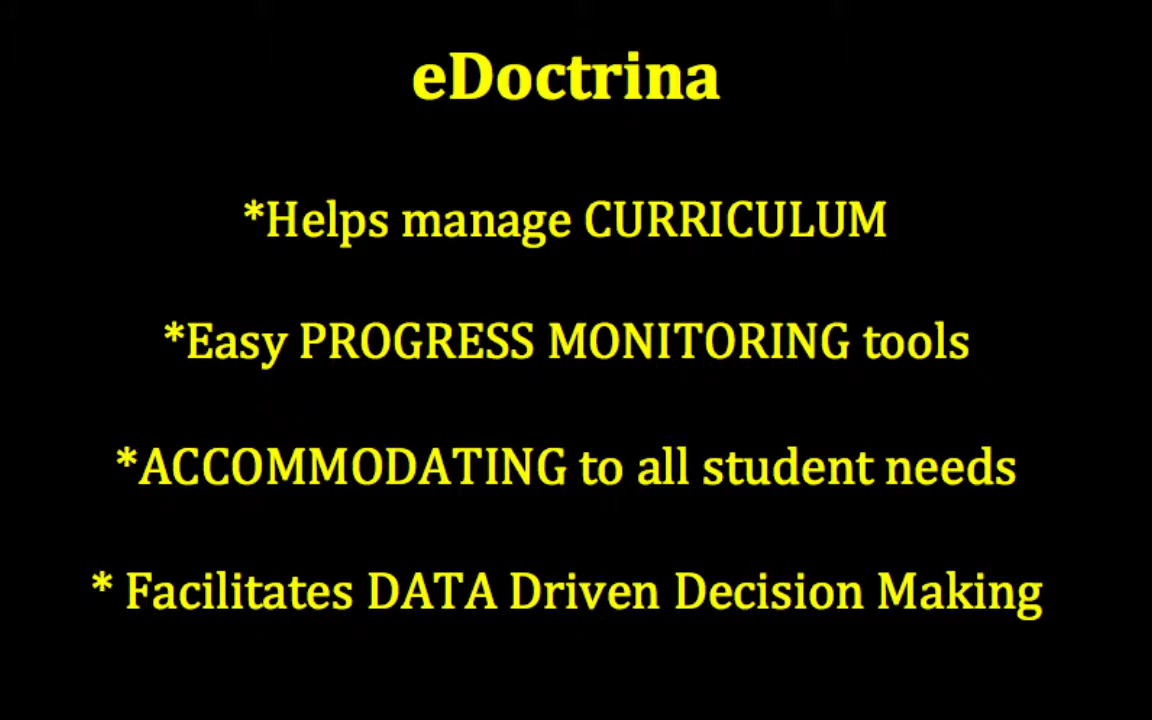 eDoctrina
*Helps manage CURRICULUM
*Easy PROGRESS MONITORING tools
*ACCOMMODATING to all student needs
* Facilitates DATA Driven Decision Making